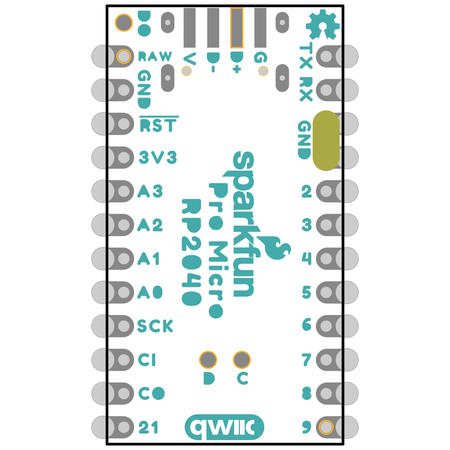 DO
V D- D+ G
RAW
GND
RST
3V3
A3
A2
A1
A0
SCK
CI
CO
21
TX
RX
GND
2
3
4
5
6
7
8
9
sparkfun
Pro Micro
RP2040
D C
qwiic